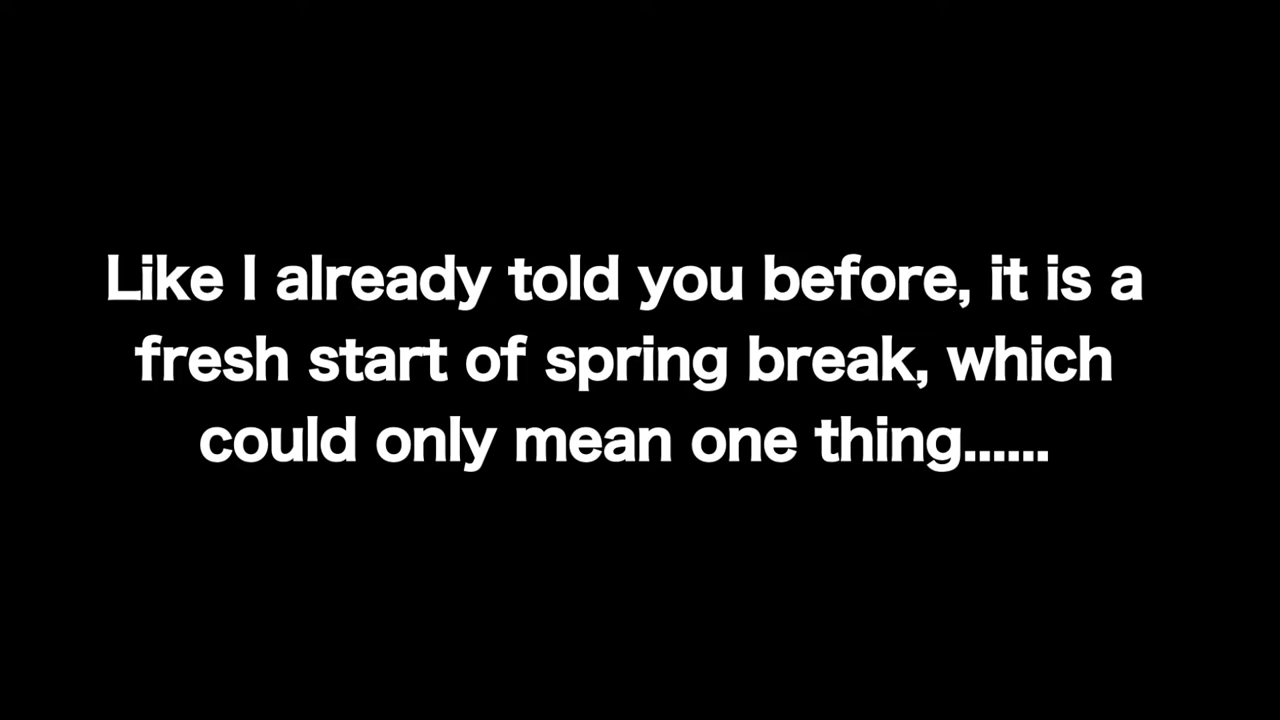 Like I already told you before, it is a
fresh start of spring break, which
could only mean one thing......